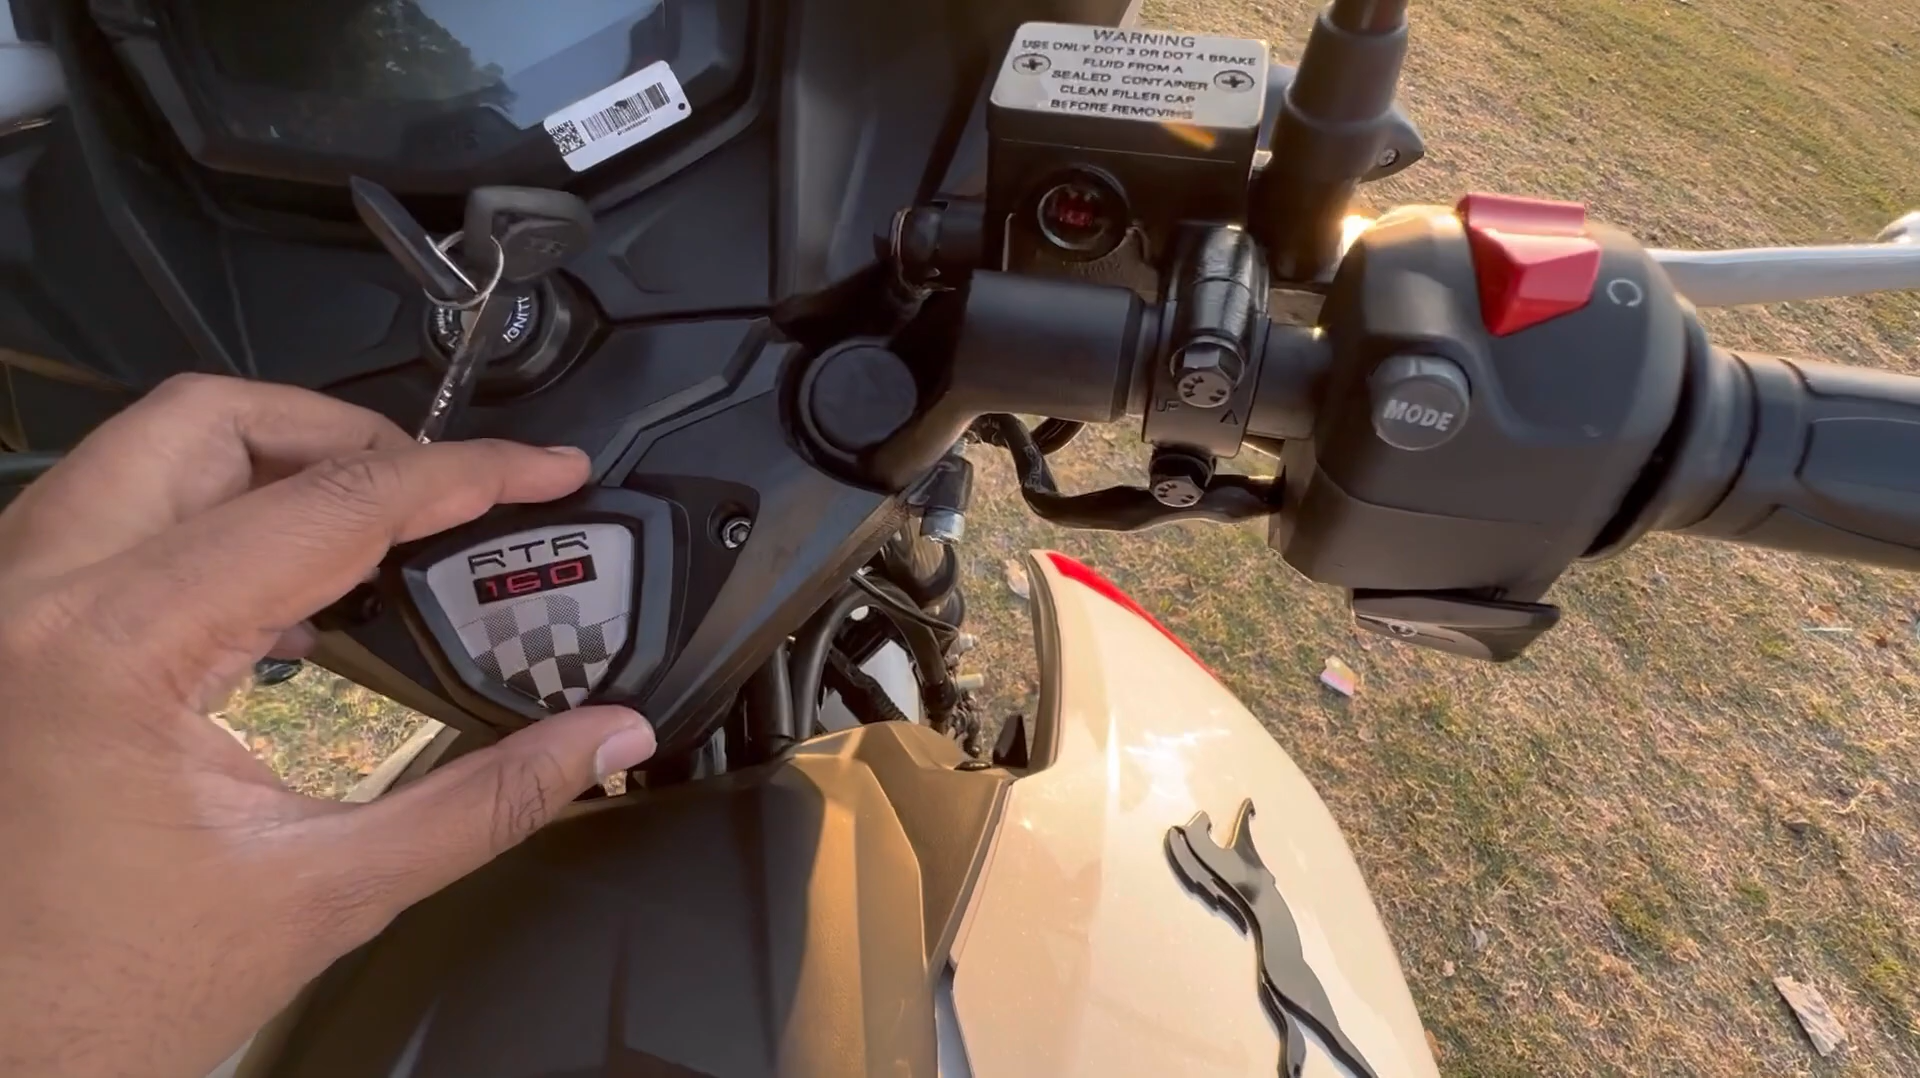 WARNING
USE ONLY DOT 3 OR DOT 4 BRAKE
FLUID FROM A
SEALED CONTAINER
CLEAN FILLER CAP
BEFORE REMOVING
MODE
UP
RTR
160